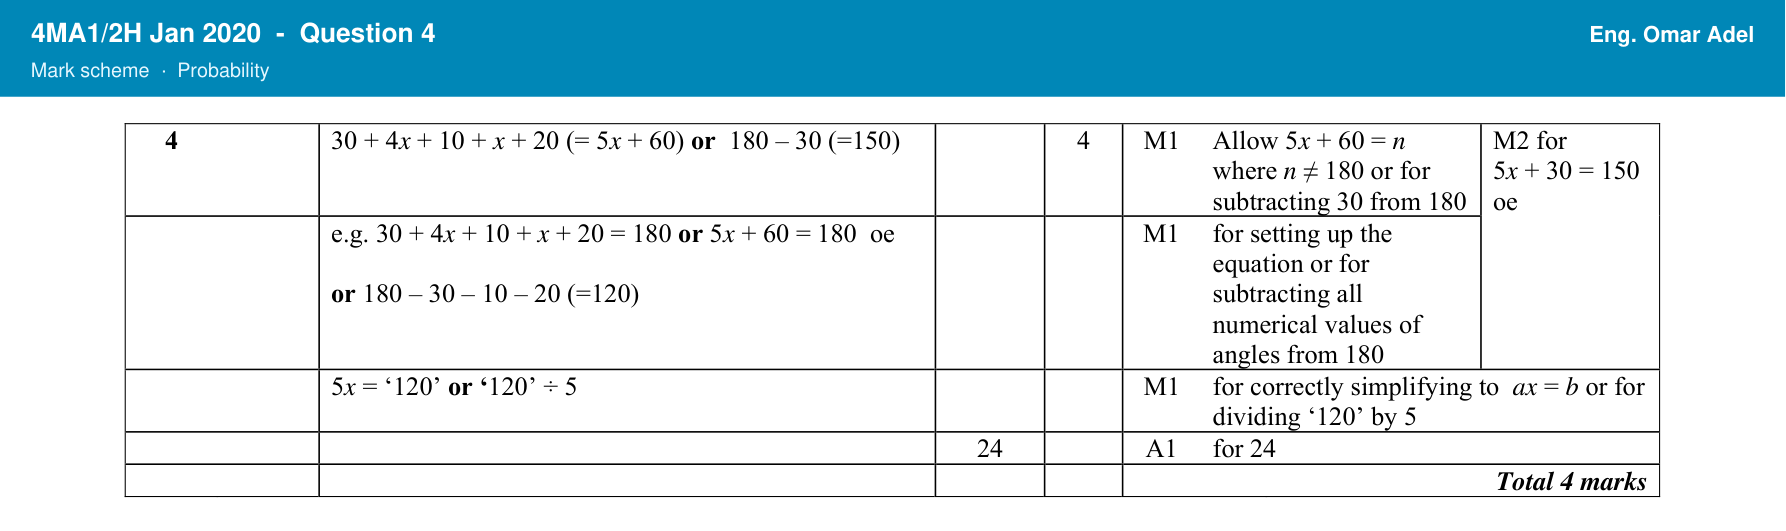 4MA1/2H Jan 2020 - Question 4
Eng. Omar Adel
Mark scheme · Probability
4
30 + 4x + 10 + x + 20 (= 5x + 60) or 180 – 30 (=150)
4
M1
Allow 5x + 60 = n
where n ≠ 180 or for
subtracting 30 from 180
M2 for
5x + 30 = 150
oe
e.g. 30 + 4x + 10 + x + 20 = 180 or 5x + 60 = 180 oe
or 180 – 30 – 10 – 20 (=120)
M1
for setting up the
equation or for
subtracting all
numerical values of
angles from 180
5x = ‘120’ or ‘120’ ÷ 5
M1
for correctly simplifying to ax = b or for
dividing ‘120’ by 5
24
A1
for 24
Total 4 marks